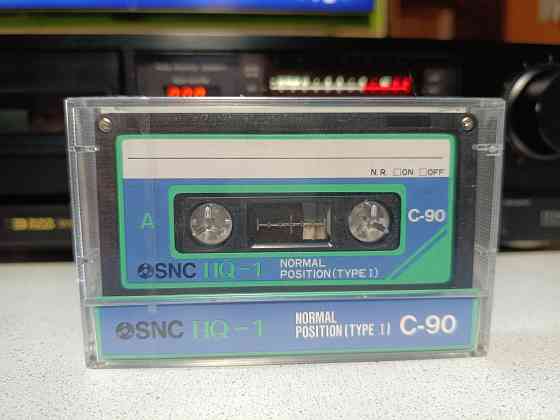 N.R. □ON □OFF
A
C-90
SNC HQ-1 NORMAL
POSITION(TYPE I)
SNC HQ-1 NORMAL
POSITION(TYPE I) C-90